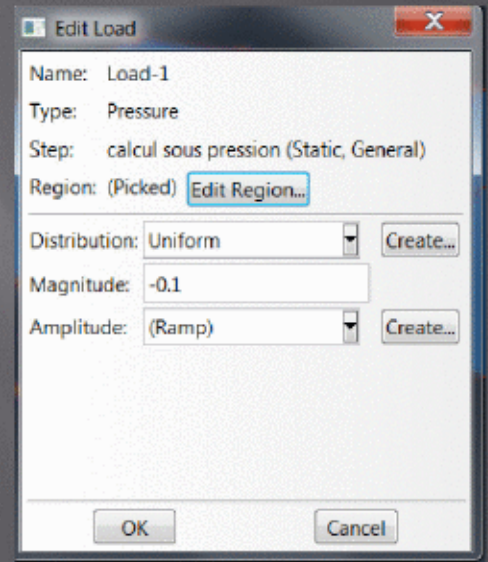 Edit Load
Name: Load-1
Type: Pressure
Step: calcul sous pression (Static, General)
Region: (Picked) Edit Region...
Distribution: Uniform Create...
Magnitude: -0.1
Amplitude: (Ramp) Create...
OK Cancel